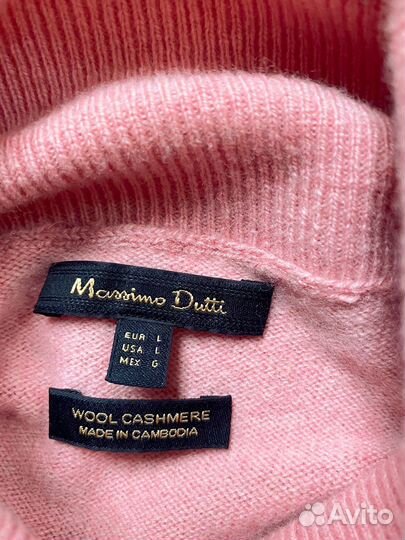 Massimo Dutti
EUR L
USA L
MEX G
WOOL CASHMERE
MADE IN CAMBODIA
Avito